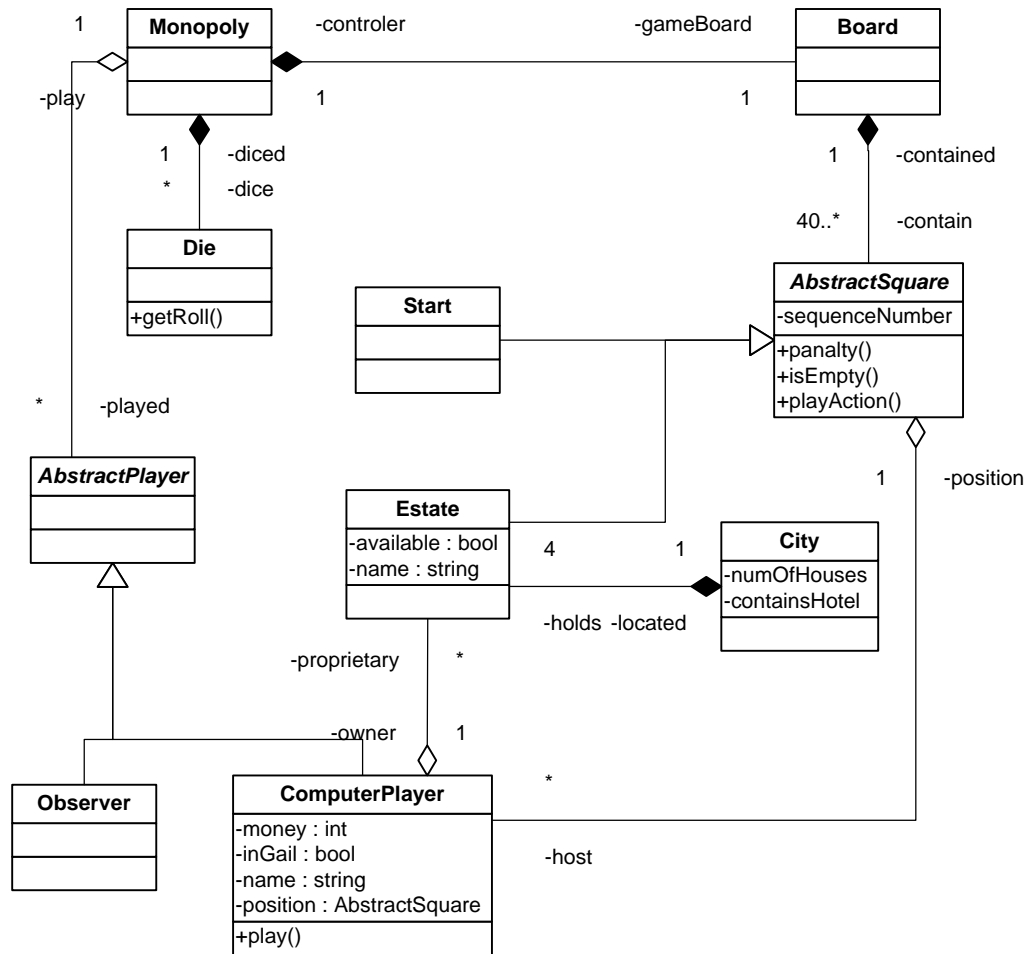 1
Monopoly
-controler
-gameBoard
Board
-play
1
1
1
-diced
*
-dice
1
-contained
40..*
-contain
Die
+getRoll()
AbstractSquare
-sequenceNumber
+panalty()
+isEmpty()
+playAction()
Start
*
-played
AbstractPlayer
1
-position
Estate
-available : bool
-name : string
4
1
City
-numOfHouses
-containsHotel
-holds
-located
-proprietary
*
-owner
1
Observer
ComputerPlayer
-money : int
-inGail : bool
-name : string
-position : AbstractSquare
+play()
*
-host